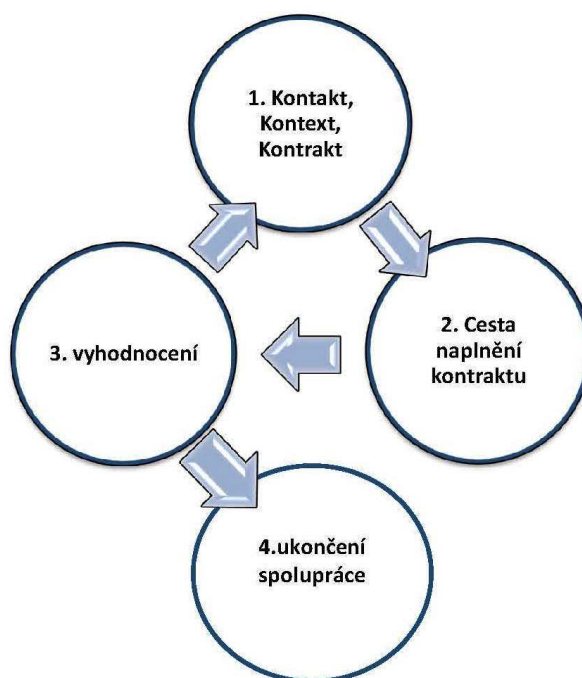 1. Kontakt,
Kontext,
Kontrakt
2. Cesta
naplnění
kontraktu
3. vyhodnocení
4.ukončení
spolupráce